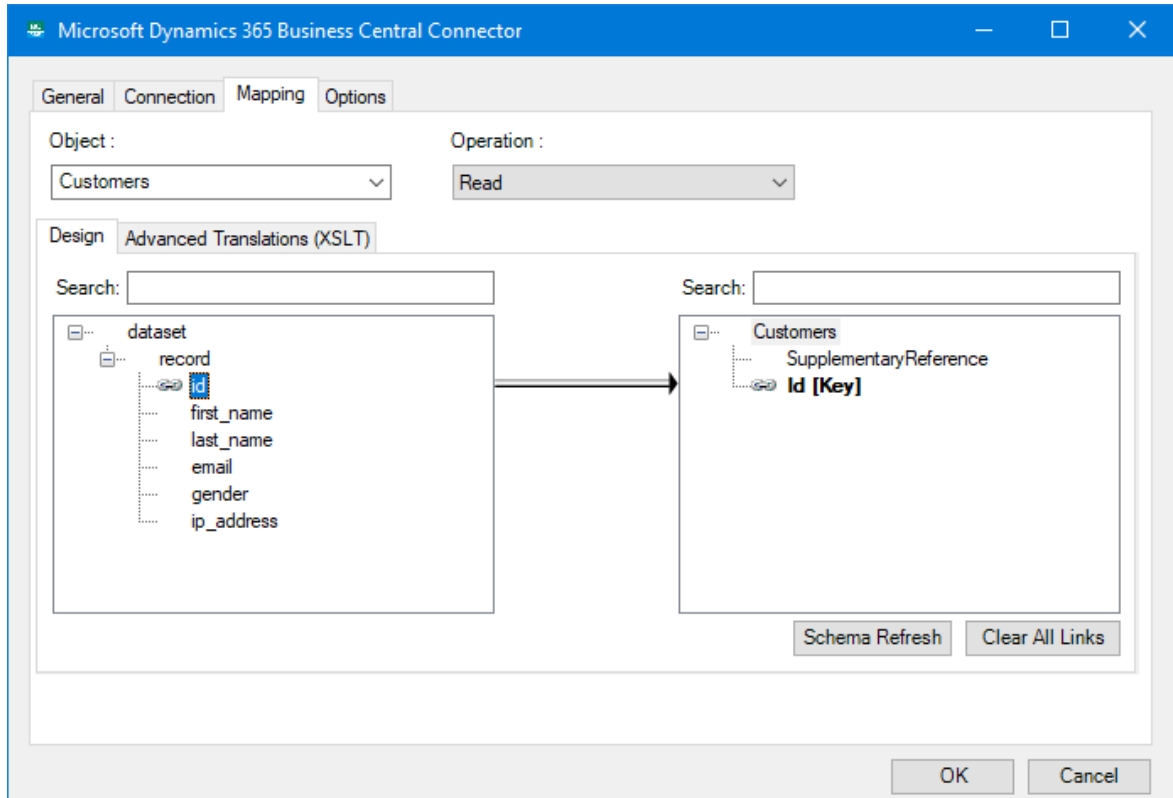 Microsoft Dynamics 365 Business Central Connector
General Connection Mapping Options
Object : Operation :
Customers Read
Design Advanced Translations (XSLT)
Search: Search:
dataset Customers
record SupplementaryReference
id Id [Key]
first_name
last_name
email
gender
ip_address
Schema Refresh Clear All Links
OK Cancel